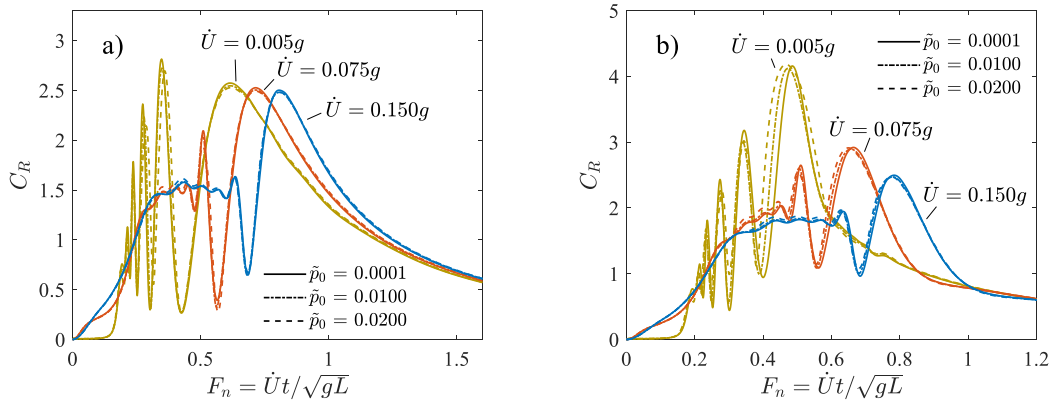 a)
U̇ = 0.005g
U̇ = 0.075g
U̇ = 0.150g
C_R
3
2.5
2
1.5
1
0.5
0
p̃₀ = 0.0001
p̃₀ = 0.0100
p̃₀ = 0.0200
0 0.5 1 1.5
F_n = U̇t/√gL
b)
U̇ = 0.005g
p̃₀ = 0.0001
p̃₀ = 0.0100
p̃₀ = 0.0200
U̇ = 0.075g
U̇ = 0.150g
C_R
5
4
3
2
1
0
0 0.2 0.4 0.6 0.8 1 1.2
F_n = U̇t/√gL